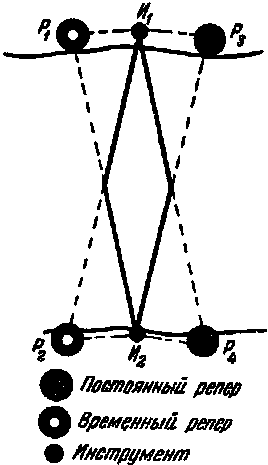 P₁ И₁ P₃
P₂ И₂ P₄
Постоянный репер
Временный репер
Инструмент